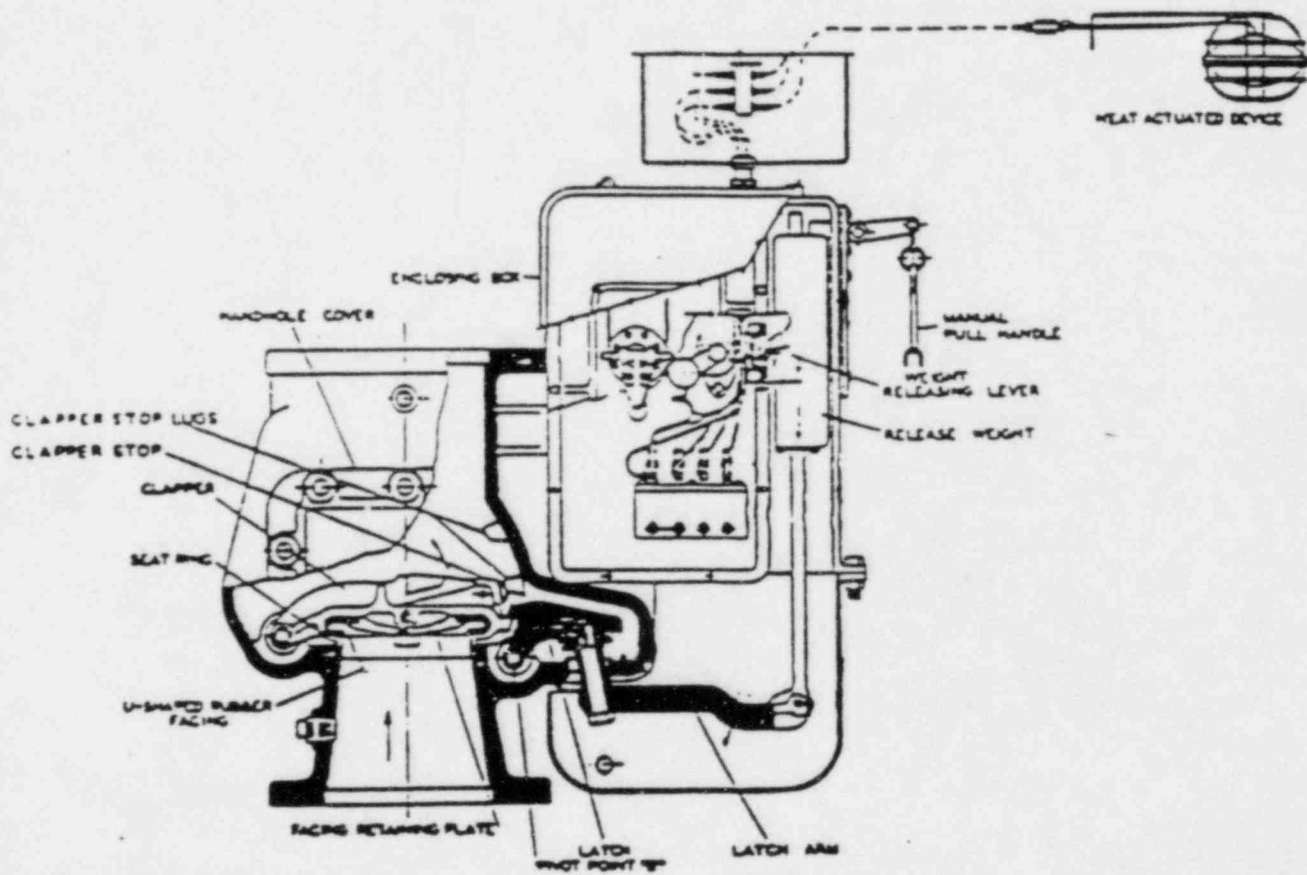 HEAT ACTUATED DEVICE
ENCLOSING BOX
HANDHOLE COVER
MANUAL
PULL HANDLE
WEIGHT
RELEASING LEVER
CLAPPER STOP LUGS
RELEASE WEIGHT
CLAPPER STOP
CLAPPER
SEAT RING
U-SHAPED RUBBER
FACING
FACING RETAINING PLATE
LATCH
PIVOT POINT "B"
LATCH ARM